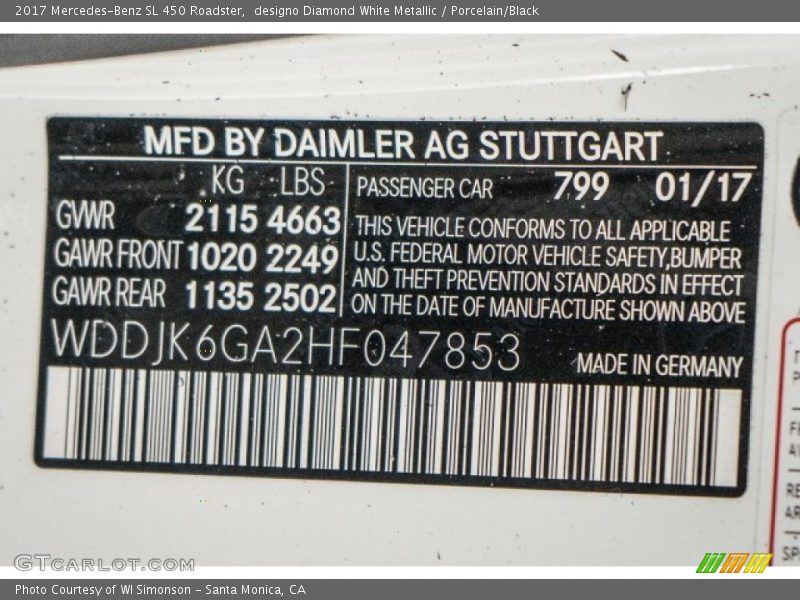 2017 Mercedes-Benz SL 450 Roadster,  designo Diamond White Metallic / Porcelain/Black
MFD BY DAIMLER AG STUTTGART
KG LBS
GVWR 2115 4663
GAWR FRONT 1020 2249
GAWR REAR 1135 2502
PASSENGER CAR 799 01/17
THIS VEHICLE CONFORMS TO ALL APPLICABLE
U.S. FEDERAL MOTOR VEHICLE SAFETY, BUMPER
AND THEFT PREVENTION STANDARDS IN EFFECT
ON THE DATE OF MANUFACTURE SHOWN ABOVE
WDDJK6GA2HF047853
MADE IN GERMANY
GTCARLOT.COM
Photo Courtesy of WI Simonson - Santa Monica, CA